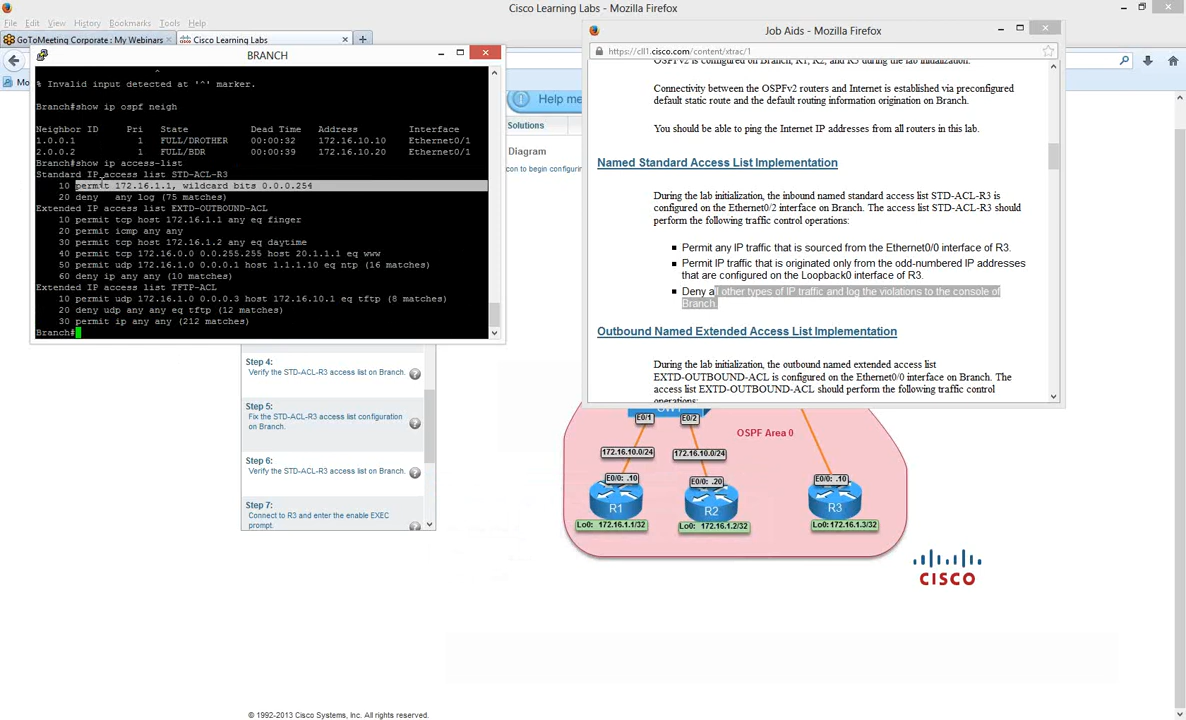 Cisco Learning Labs - Mozilla Firefox
File Edit View History Bookmarks Tools Help
GoToMeeting Corporate : My Webinars
Cisco Learning Labs
BRANCH
^
% Invalid input detected at '^' marker.
Branch#show ip ospf neigh
Neighbor ID Pri State Dead Time Address Interface
1.0.0.1 1 FULL/DROTHER 00:00:32 172.16.10.10 Ethernet0/1
2.0.0.2 1 FULL/BDR 00:00:39 172.16.10.20 Ethernet0/1
Branch#show ip access-list
Standard IP access list STD-ACL-R3
10 permit 172.16.1.1, wildcard bits 0.0.0.254
20 deny any log (75 matches)
Extended IP access list EXTD-OUTBOUND-ACL
10 permit tcp host 172.16.1.1 any eq finger
20 permit icmp any any
30 permit tcp host 172.16.1.2 any eq daytime
40 permit tcp 172.16.0.0 0.0.255.255 host 20.1.1.1 eq www
50 permit udp 172.16.1.0 0.0.0.1 host 1.1.1.10 eq ntp (16 matches)
60 deny ip any any (10 matches)
Extended IP access list TFTP-ACL
10 permit udp 172.16.1.0 0.0.0.3 host 172.16.10.1 eq tftp (8 matches)
20 deny udp any any eq tftp (12 matches)
30 permit ip any any (212 matches)
Branch#
Help me
Solutions
Diagram
con to begin configuring
Job Aids - Mozilla Firefox
https://cll1.cisco.com/content/xtrac/1
OSPFv2 is configured on Branch, R1, R2, and R3 during the lab initialization.
Connectivity between the OSPFv2 routers and Internet is established via preconfigured
default static route and the default routing information origination on Branch.
You should be able to ping the Internet IP addresses from all routers in this lab.
Named Standard Access List Implementation
During the lab initialization, the inbound named standard access list STD-ACL-R3 is
configured on the Ethernet0/2 interface on Branch. The access list STD-ACL-R3 should
perform the following traffic control operations:
Permit any IP traffic that is sourced from the Ethernet0/0 interface of R3.
Permit IP traffic that is originated only from the odd-numbered IP addresses
that are configured on the Loopback0 interface of R3.
Deny all other types of IP traffic and log the violations to the console of
Branch.
Outbound Named Extended Access List Implementation
During the lab initialization, the outbound named extended access list
EXTD-OUTBOUND-ACL is configured on the Ethernet0/0 interface on Branch. The
access list EXTD-OUTBOUND-ACL should perform the following traffic control
operations:
Step 4:
Verify the STD-ACL-R3 access list on Branch.
Step 5:
Fix the STD-ACL-R3 access list configuration
on Branch.
Step 6:
Verify the STD-ACL-R3 access list on Branch.
Step 7:
Connect to R3 and enter the enable EXEC
prompt.
E0/1
E0/2
OSPF Area 0
172.16.10.0/24
172.16.10.0/24
E0/0: .10
E0/0: .20
E0/0: .10
R1
R2
R3
Lo0: 172.16.1.1/32
Lo0: 172.16.1.2/32
Lo0: 172.16.1.3/32
CISCO
© 1992-2013 Cisco Systems, Inc. All rights reserved.